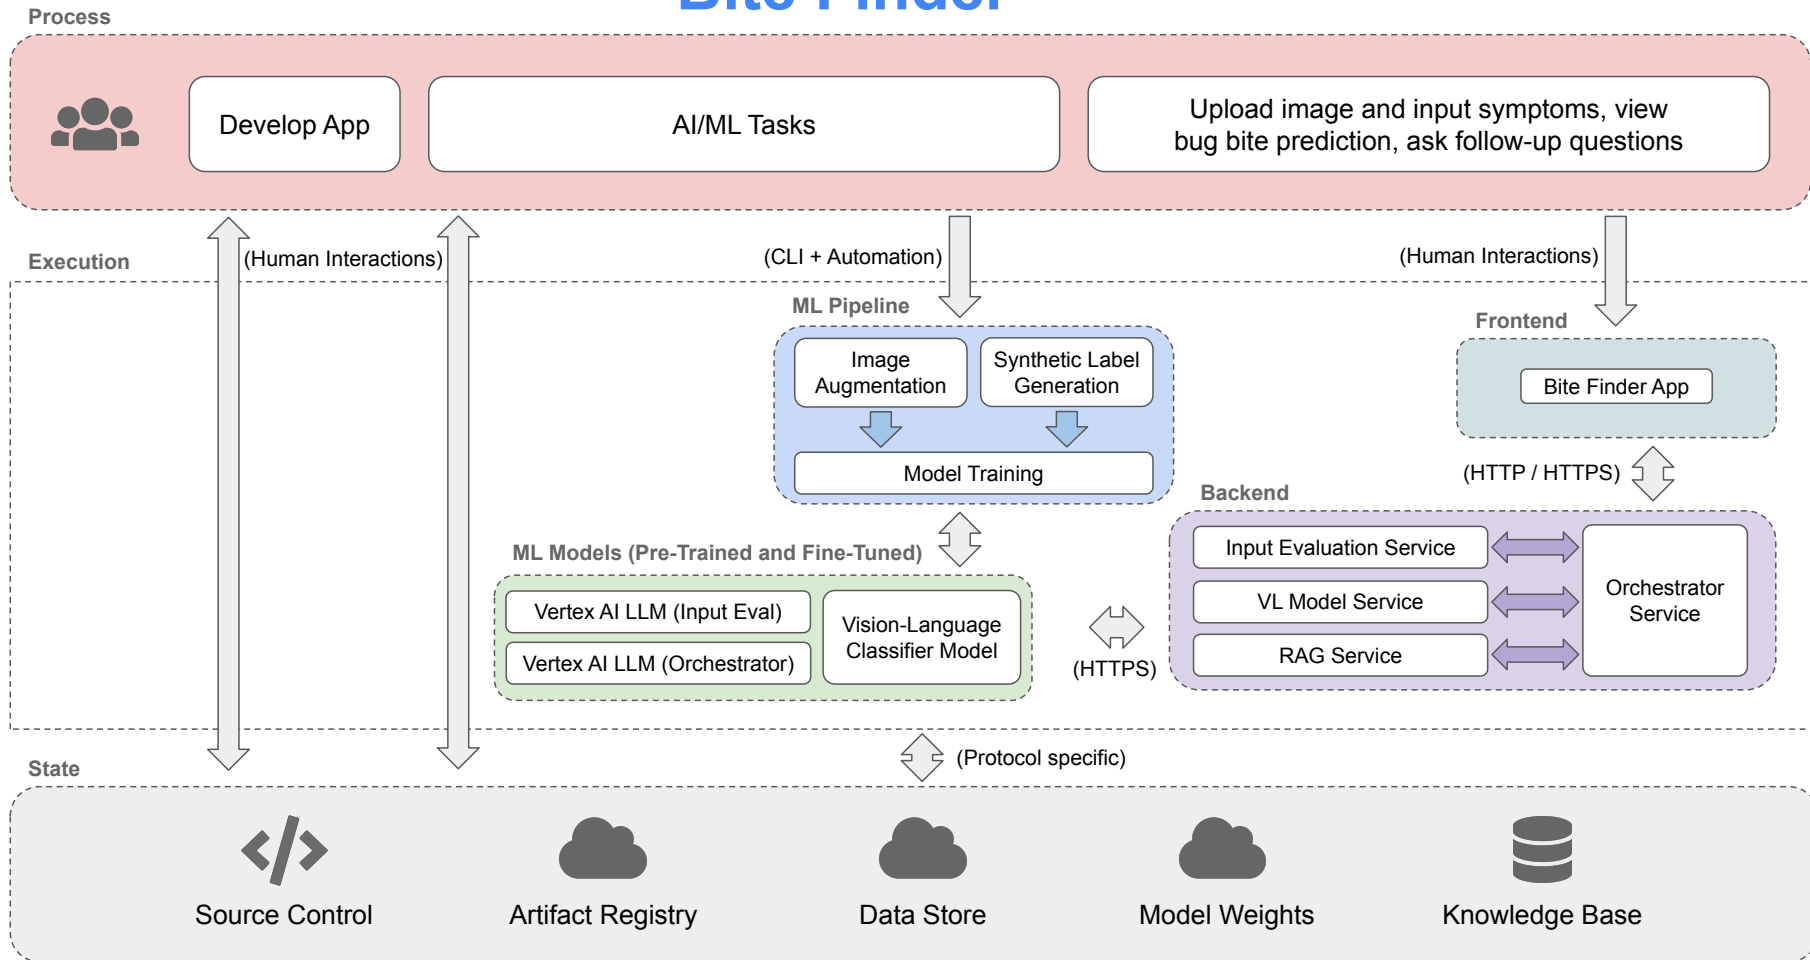 Bite Finder
Process
Develop App
AI/ML Tasks
Upload image and input symptoms, view
bug bite prediction, ask follow-up questions
(Human Interactions)
(CLI + Automation)
(Human Interactions)
Execution
ML Pipeline
Image
Augmentation
Synthetic Label
Generation
Model Training
Frontend
Bite Finder App
(HTTP / HTTPS)
Backend
Input Evaluation Service
VL Model Service
RAG Service
Orchestrator
Service
ML Models (Pre-Trained and Fine-Tuned)
Vertex AI LLM (Input Eval)
Vertex AI LLM (Orchestrator)
Vision-Language
Classifier Model
(HTTPS)
(Protocol specific)
State
Source Control
Artifact Registry
Data Store
Model Weights
Knowledge Base